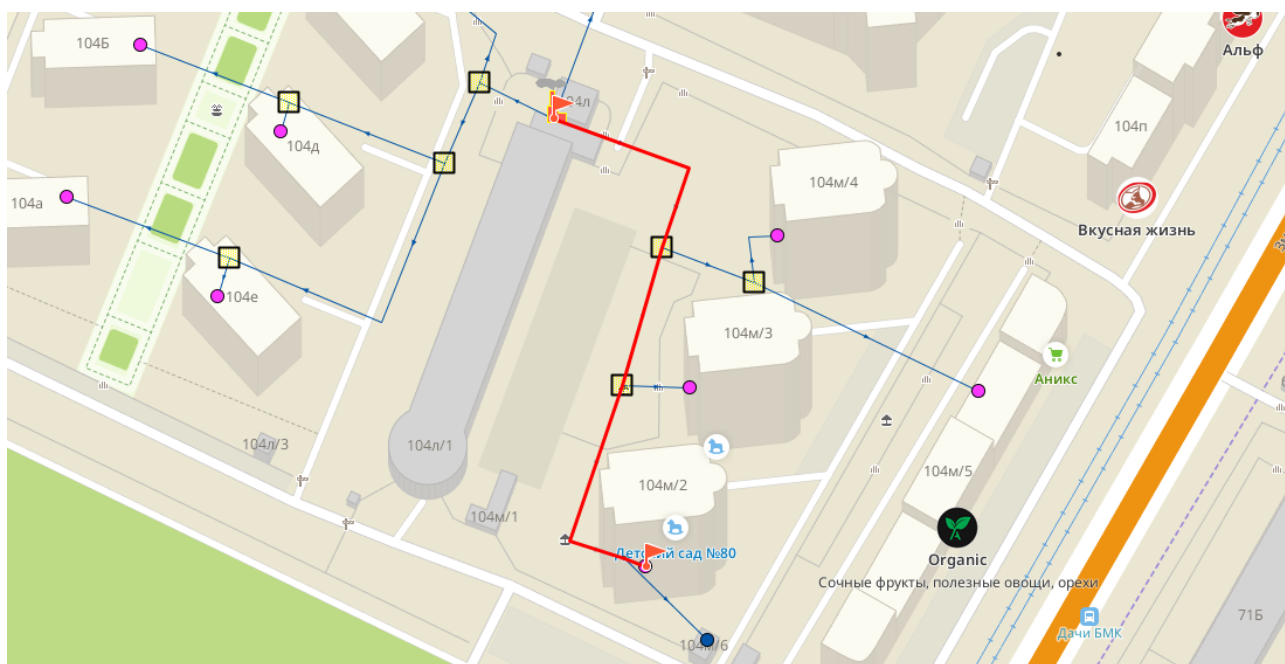 104Б
Альф
104л
104п
104д
104м/4
104а
Вкусная жизнь
104е
104м/3
Аникс
104л/3
104л/1
104м/5
104м/2
104м/1
Детский сад №80
Organic
Сочные фрукты, полезные овощи, орехи
71Б
Дачи БМК
104м/6